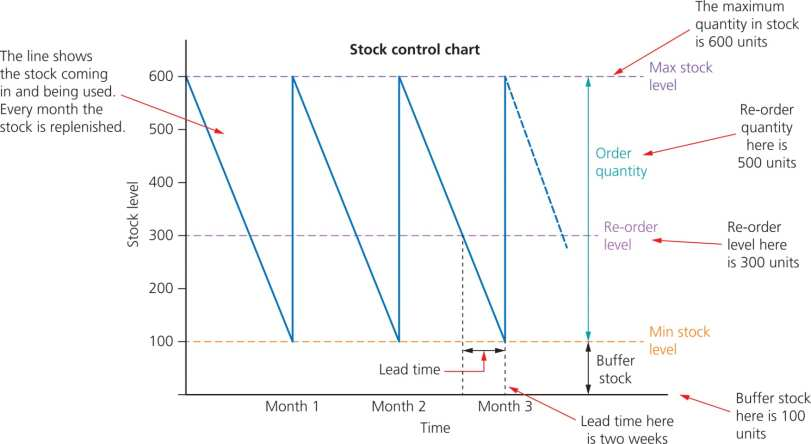 The maximum
quantity in stock
is 600 units
Stock control chart
The line shows
the stock coming
in and being used.
Every month the
stock is replenished.
600
500
400
300
200
100
Stock level
Max stock
level
Order
quantity
Re-order
quantity
here is
500 units
Re-order
level
Re-order
level here
is 300 units
Min stock
level
Lead time
Buffer
stock
Buffer stock
here is 100
units
Month 1
Month 2
Month 3
Time
Lead time here
is two weeks